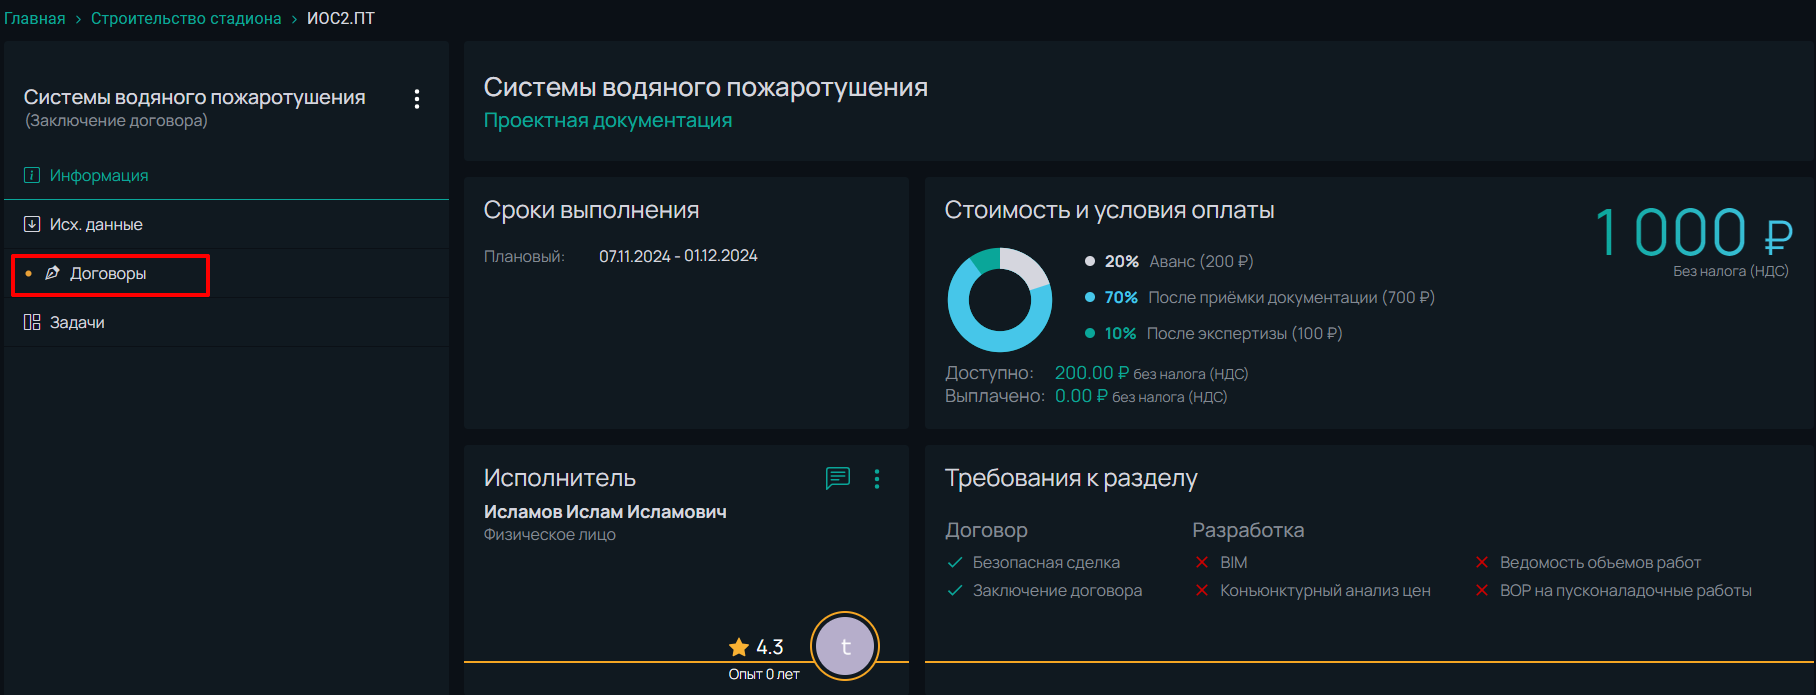 Главная › Строительство стадиона › ИОС2.ПТ
Системы водяного пожаротушения
(Заключение договора)
Информация
Исх. данные
Договоры
Задачи
Системы водяного пожаротушения
Проектная документация
Сроки выполнения
Плановый: 07.11.2024 - 01.12.2024
Стоимость и условия оплаты
1 000 ₽
Без налога (НДС)
20% Аванс (200 ₽)
70% После приёмки документации (700 ₽)
10% После экспертизы (100 ₽)
Доступно: 200.00 ₽ без налога (НДС)
Выплачено: 0.00 ₽ без налога (НДС)
Исполнитель
Исламов Ислам Исламович
Физическое лицо
4.3
Опыт 0 лет
t
Требования к разделу
Договор
Безопасная сделка
Заключение договора
Разработка
BIM
Конъюнктурный анализ цен
Ведомость объемов работ
ВОР на пусконаладочные работы